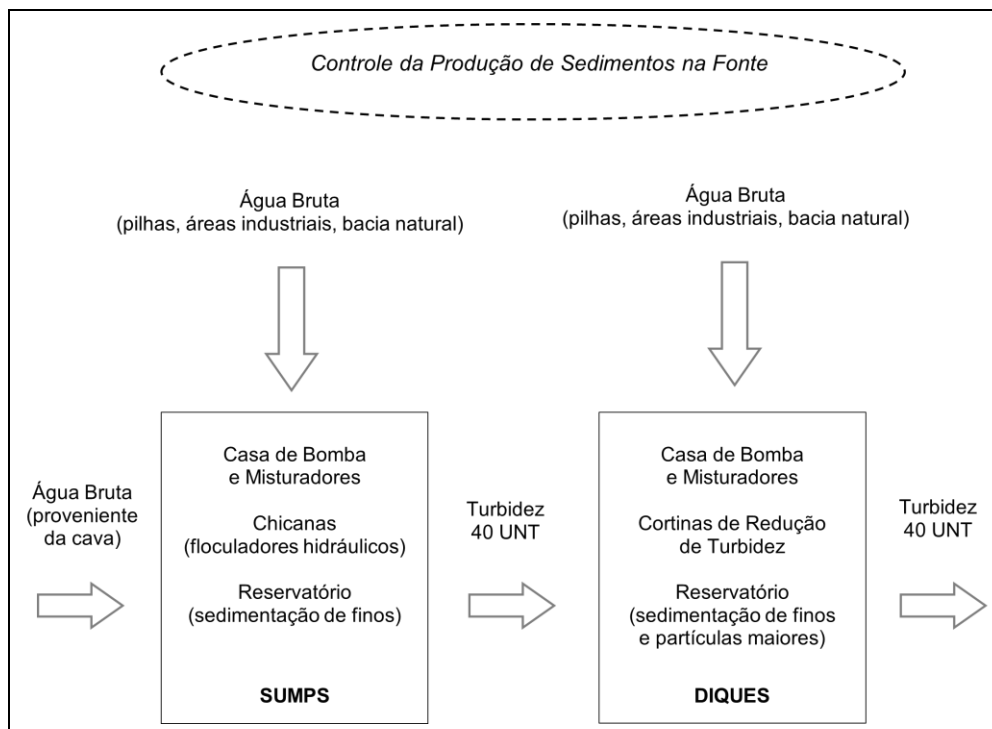 Controle da Produção de Sedimentos na Fonte
Água Bruta
(pilhas, áreas industriais, bacia natural)
Água Bruta
(pilhas, áreas industriais, bacia natural)
Água Bruta
(proveniente
da cava)
Casa de Bomba
e Misturadores
Chicanas
(floculadores hidráulicos)
Reservatório
(sedimentação de finos)
SUMPS
Turbidez
40 UNT
Casa de Bomba
e Misturadores
Cortinas de Redução
de Turbidez
Reservatório
(sedimentação de finos
e partículas maiores)
DIQUES
Turbidez
40 UNT